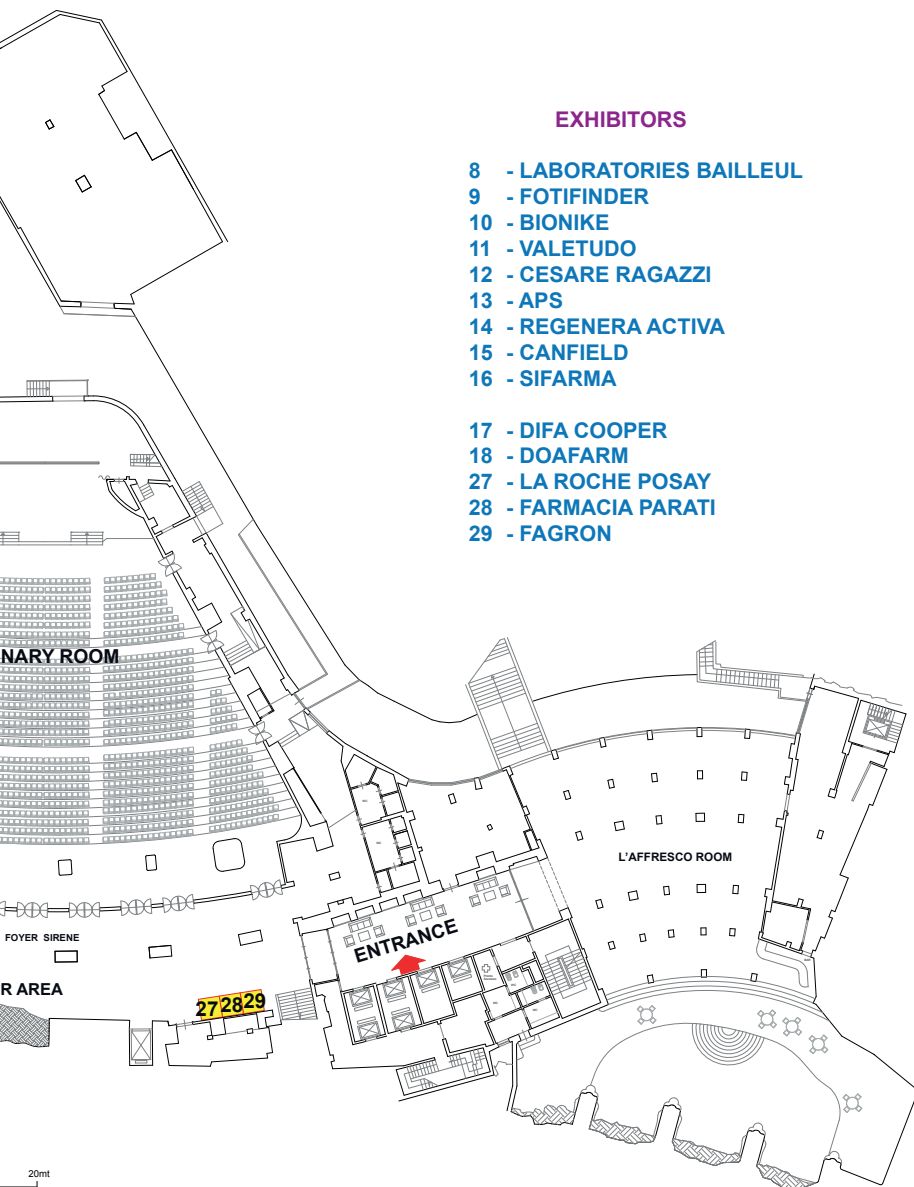 EXHIBITORS
8 - LABORATORIES BAILLEUL
9 - FOTIFINDER
10 - BIONIKE
11 - VALETUDO
12 - CESARE RAGAZZI
13 - APS
14 - REGENERA ACTIVA
15 - CANFIELD
16 - SIFARMA
17 - DIFA COOPER
18 - DOAFARM
27 - LA ROCHE POSAY
28 - FARMACIA PARATI
29 - FAGRON
NARY ROOM
L'AFFRESCO ROOM
ENTRANCE
FOYER SIRENE
R AREA
27 28 29
20mt